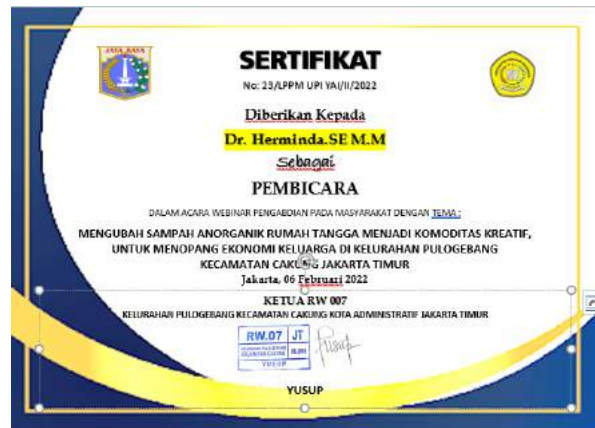 JAYA RAYA
SERTIFIKAT
No: 23/LPPM UPI YAI/II/2022
Diberikan Kepada
Dr. Herminda.SE M.M
Sebagai
PEMBICARA
DALAM ACARA WEBINAR PENGABDIAN PADA MASYARAKAT DENGAN TEMA :
MENGUBAH SAMPAH ANORGANIK RUMAH TANGGA MENJADI KOMODITAS KREATIF,
UNTUK MENOPANG EKONOMI KELUARGA DI KELURAHAN PULOGEBANG
KECAMATAN CAKUNG JAKARTA TIMUR
Jakarta, 06 Februari 2022
KETUA RW 007
KELURAHAN PULOGEBANG KECAMATAN CAKUNG KOTA ADMINISTRATIF JAKARTA TIMUR
RW.07 JT
YUSUP
Yusup
YUSUP